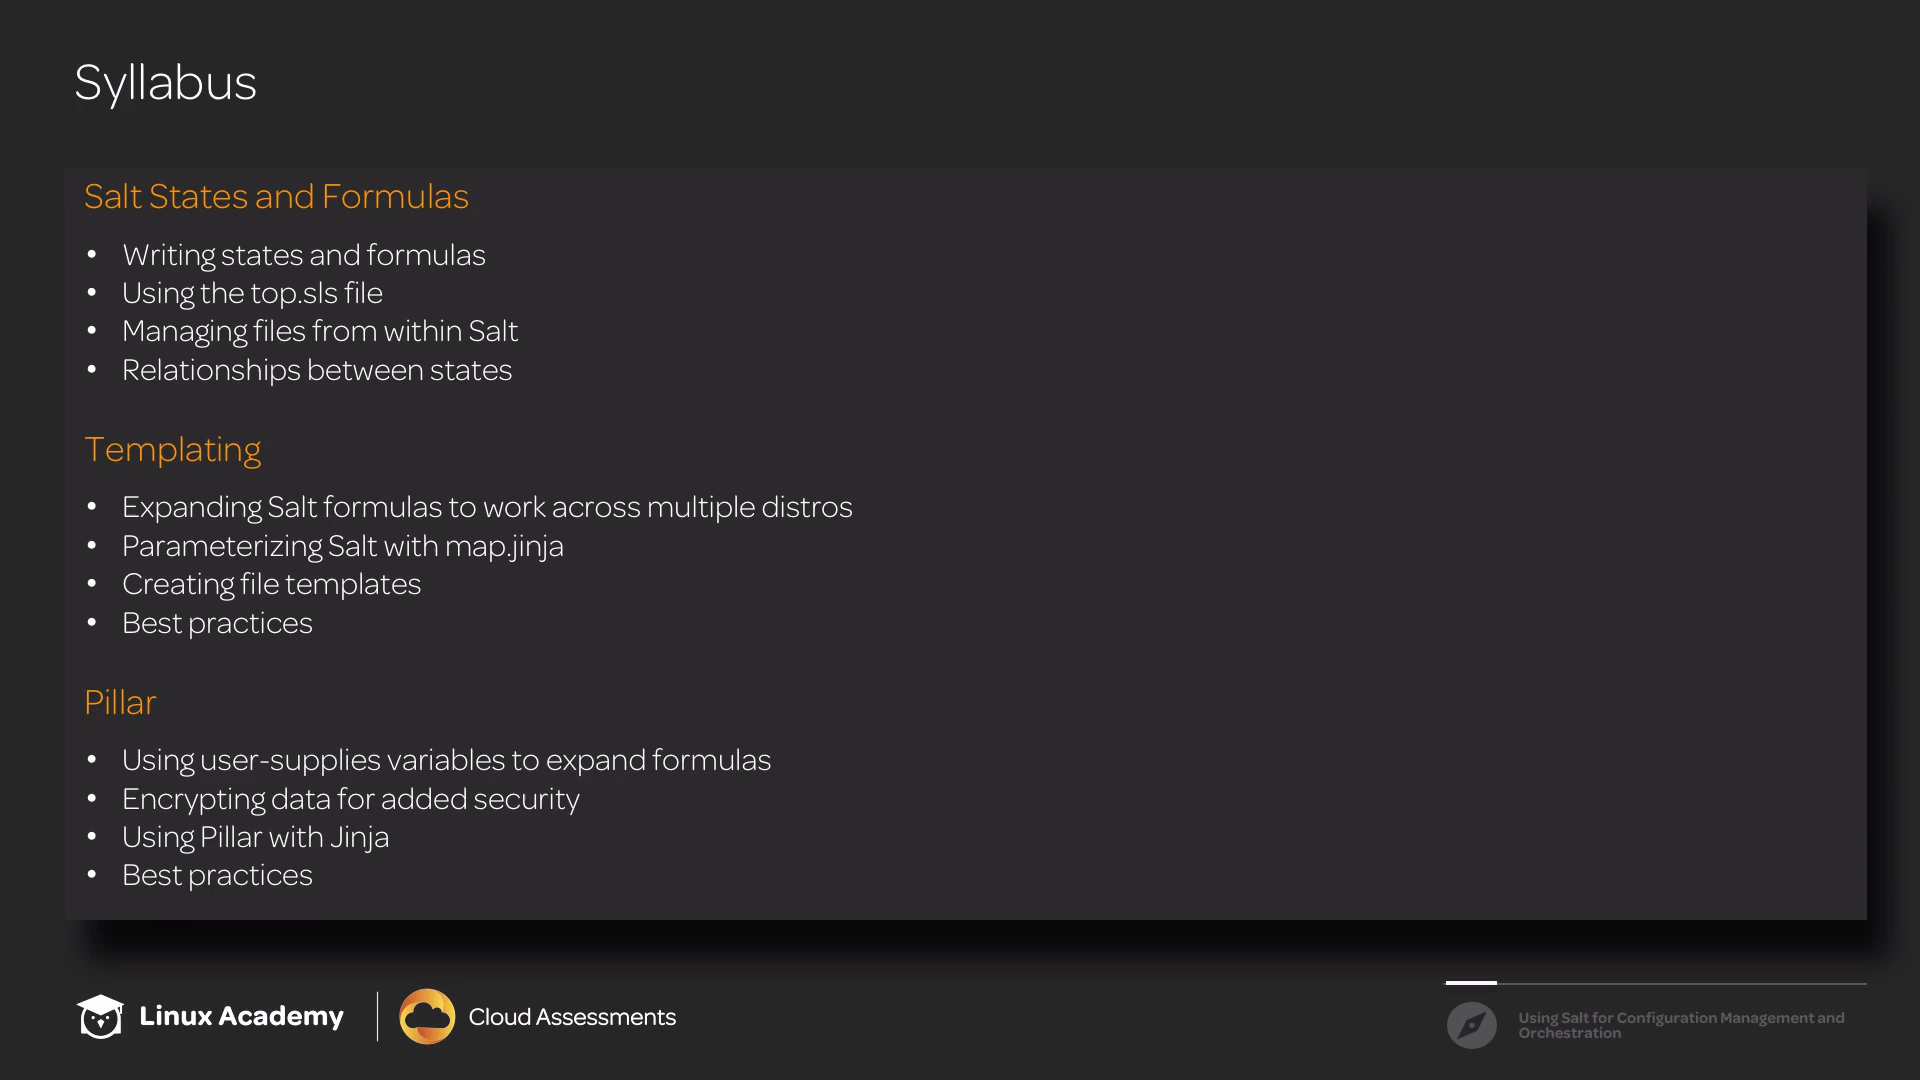 Syllabus
Salt States and Formulas
• Writing states and formulas
• Using the top.sls file
• Managing files from within Salt
• Relationships between states
Templating
• Expanding Salt formulas to work across multiple distros
• Parameterizing Salt with map.jinja
• Creating file templates
• Best practices
Pillar
• Using user-supplies variables to expand formulas
• Encrypting data for added security
• Using Pillar with Jinja
• Best practices
Linux Academy
Cloud Assessments
Using Salt for Configuration Management and
Orchestration